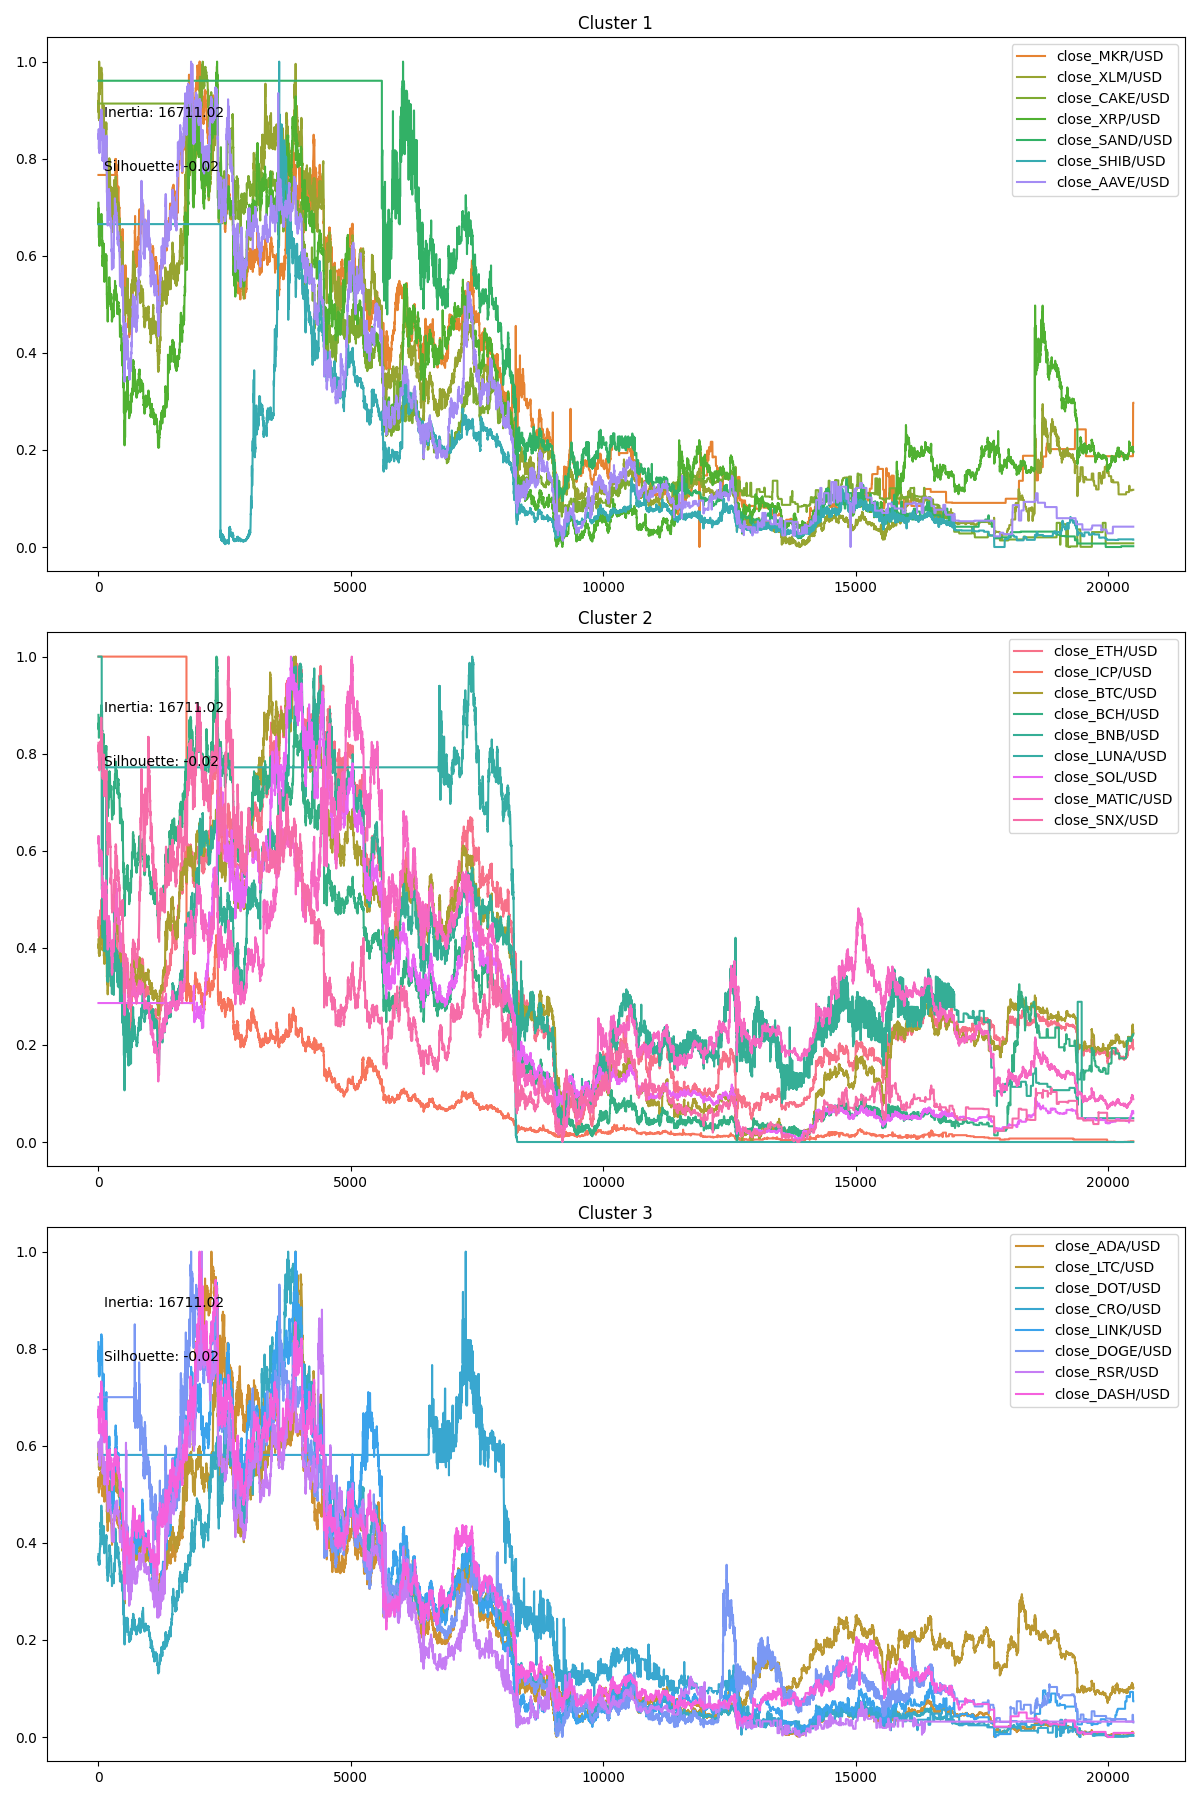 Cluster 1
1.0
0.8
0.6
0.4
0.2
0.0
Inertia: 16711.02
Silhouette: -0.02
close_MKR/USD
close_XLM/USD
close_CAKE/USD
close_XRP/USD
close_SAND/USD
close_SHIB/USD
close_AAVE/USD
0 5000 10000 15000 20000
Cluster 2
1.0
0.8
0.6
0.4
0.2
0.0
Inertia: 16711.02
Silhouette: -0.02
close_ETH/USD
close_ICP/USD
close_BTC/USD
close_BCH/USD
close_BNB/USD
close_LUNA/USD
close_SOL/USD
close_MATIC/USD
close_SNX/USD
0 5000 10000 15000 20000
Cluster 3
1.0
0.8
0.6
0.4
0.2
0.0
Inertia: 16711.02
Silhouette: -0.02
close_ADA/USD
close_LTC/USD
close_DOT/USD
close_CRO/USD
close_LINK/USD
close_DOGE/USD
close_RSR/USD
close_DASH/USD
0 5000 10000 15000 20000